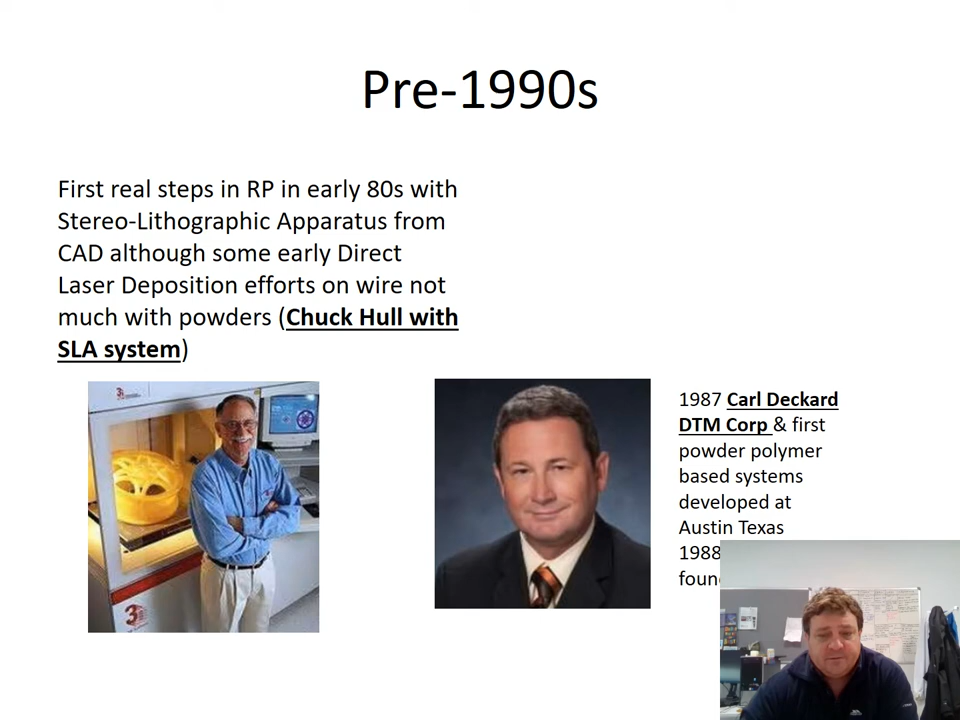 Pre-1990s
First real steps in RP in early 80s with
Stereo-Lithographic Apparatus from
CAD although some early Direct
Laser Deposition efforts on wire not
much with powders (Chuck Hull with
SLA system)
1987 Carl Deckard
DTM Corp & first
powder polymer
based systems
developed at
Austin Texas
1988